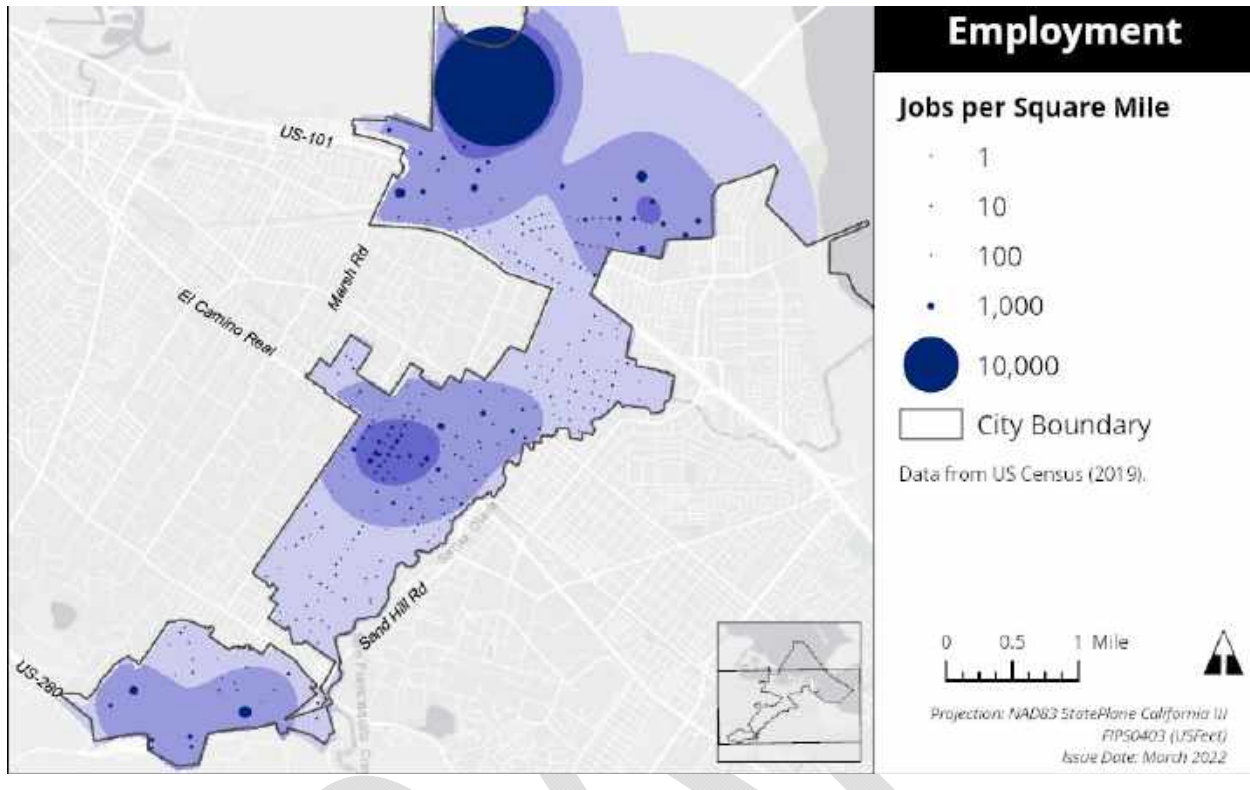 Employment
Jobs per Square Mile
1
10
100
1,000
10,000
City Boundary
Data from US Census (2019).
0 0.5 1 Mile
Projection: NAD83 StatePlane California III
FIPS0403 (USFeet)
Issue Date: March 2022
US-101
Marsh Rd
El Camino Real
Santa Clara
Sand Hill Rd
US-280